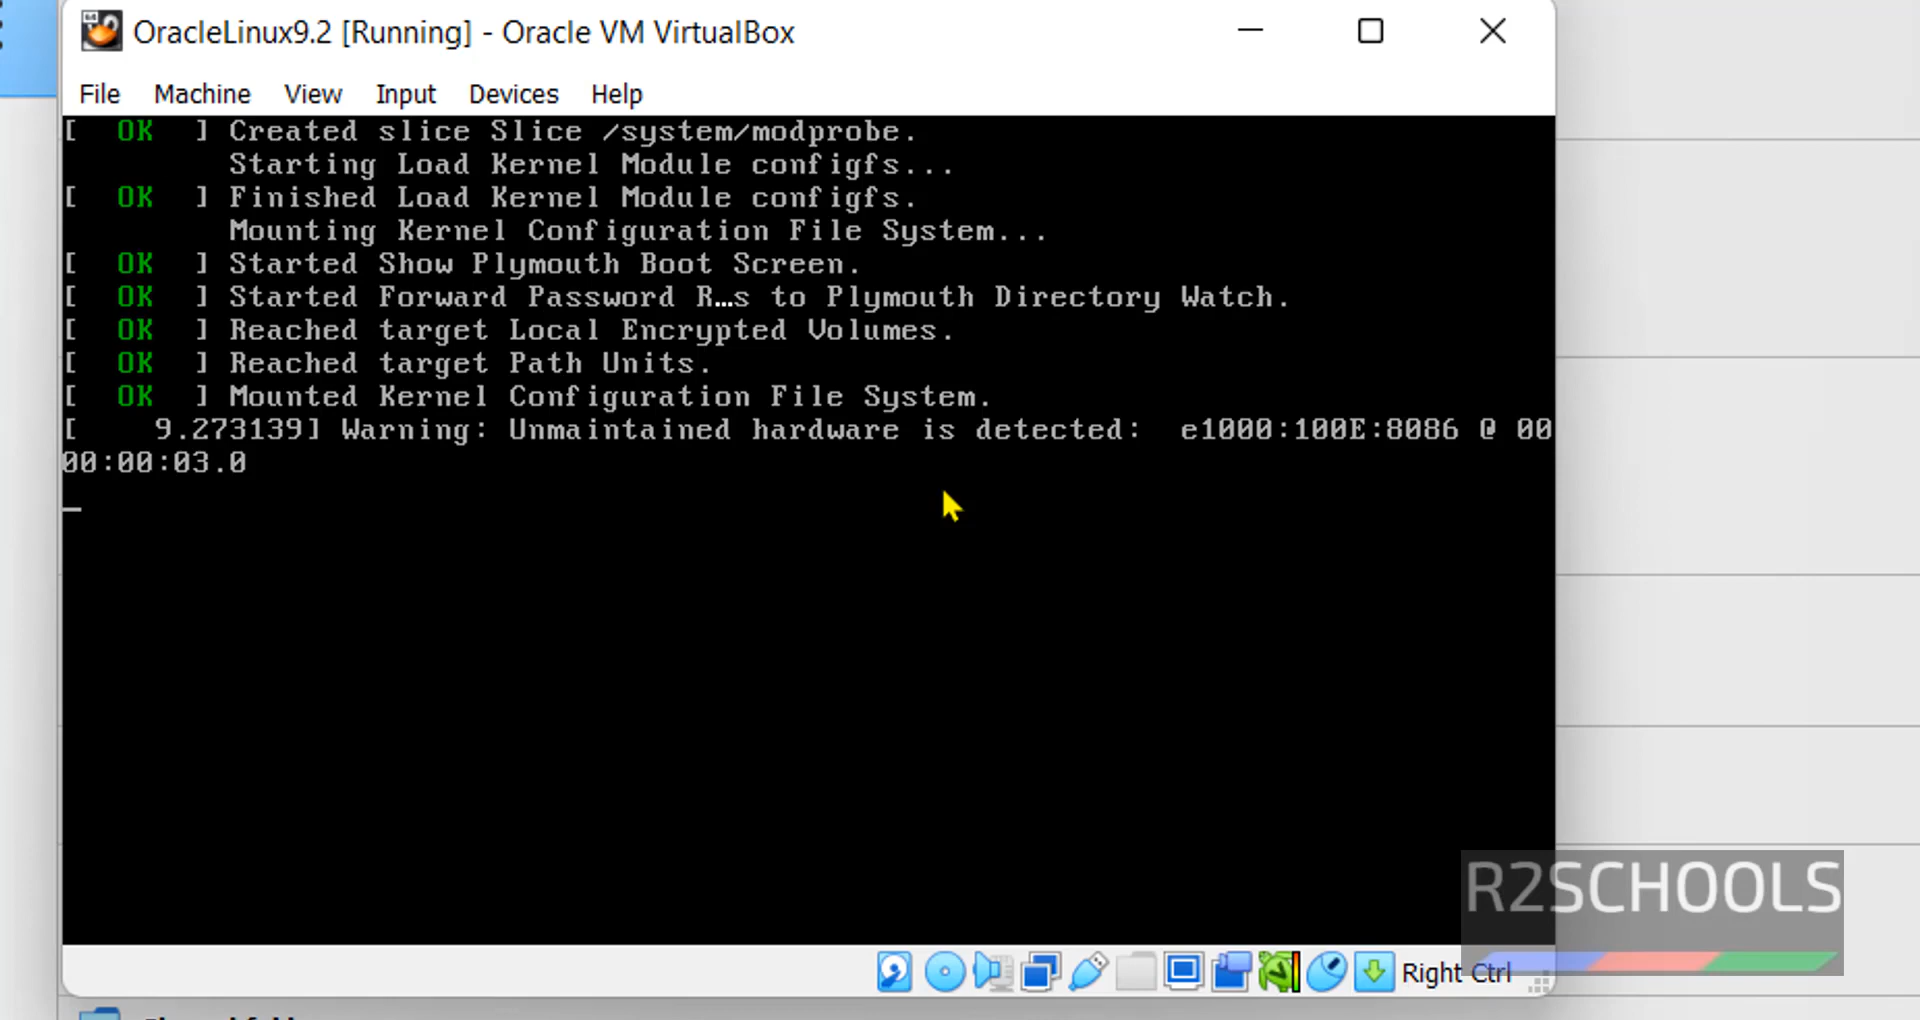 OracleLinux9.2 [Running] - Oracle VM VirtualBox
File Machine View Input Devices Help
[ OK ] Created slice Slice /system/modprobe.
Starting Load Kernel Module configfs...
[ OK ] Finished Load Kernel Module configfs.
Mounting Kernel Configuration File System...
[ OK ] Started Show Plymouth Boot Screen.
[ OK ] Started Forward Password R…s to Plymouth Directory Watch.
[ OK ] Reached target Local Encrypted Volumes.
[ OK ] Reached target Path Units.
[ OK ] Mounted Kernel Configuration File System.
[ 9.273139] Warning: Unmaintained hardware is detected: e1000:100E:8086 @ 00
00:00:03.0
_
R2SCHOOLS
Right Ctrl